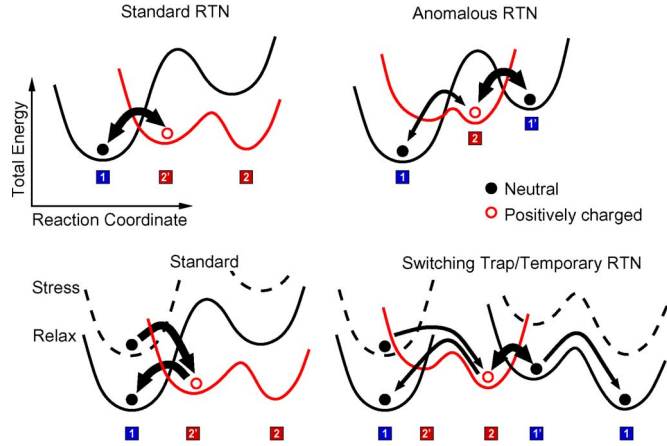 Standard RTN
Anomalous RTN
Total Energy
1
2'
2
Reaction Coordinate
1
2
1'
Neutral
Positively charged
Standard
Switching Trap/Temporary RTN
Stress
Relax
1
2'
2
1
2'
2
1'
1